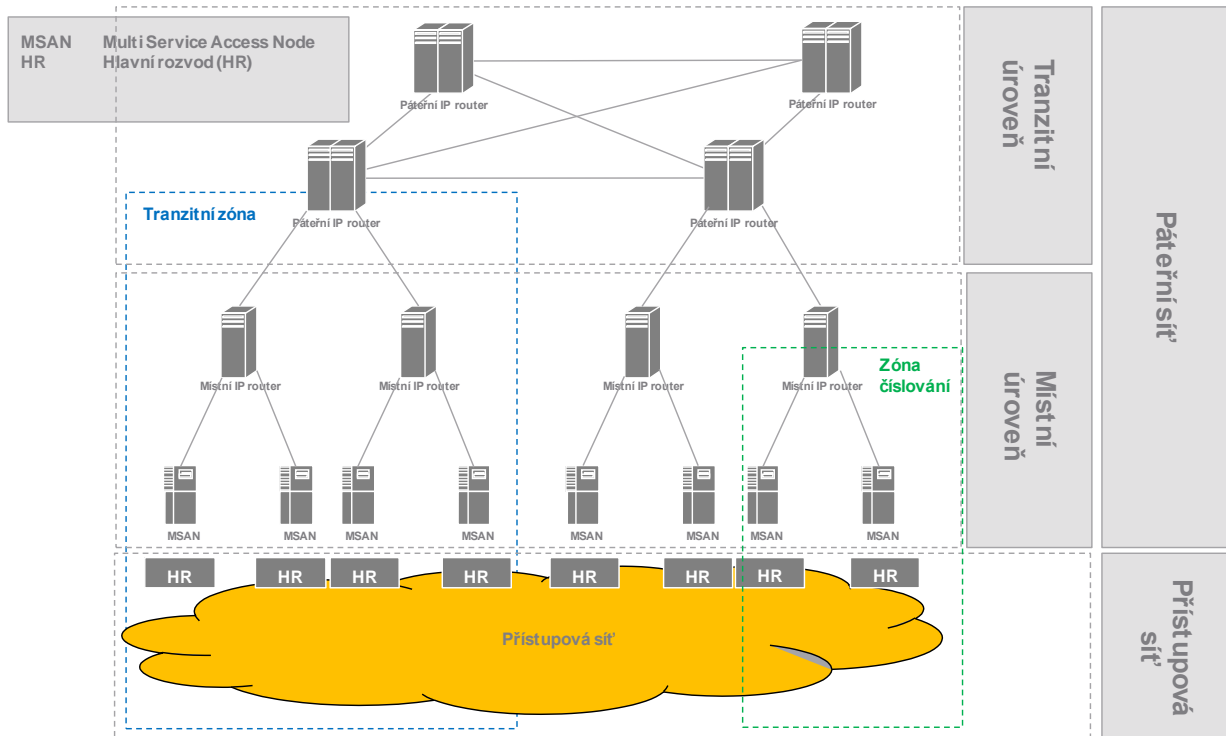 MSAN Multi Service Access Node
HR Hlavní rozvod (HR)
Páteřní IP router
Páteřní IP router
Tranzitní
úroveň
Páteřní síť
Tranzitní zóna
Páteřní IP router
Páteřní IP router
Místní IP router
Místní IP router
Místní IP router
Místní IP router
Zóna
číslování
Místní
úroveň
MSAN
MSAN
MSAN
MSAN
MSAN
MSAN
MSAN
MSAN
HR
HR
HR
HR
HR
HR
HR
HR
Přístupová síť
Přístupová
síť